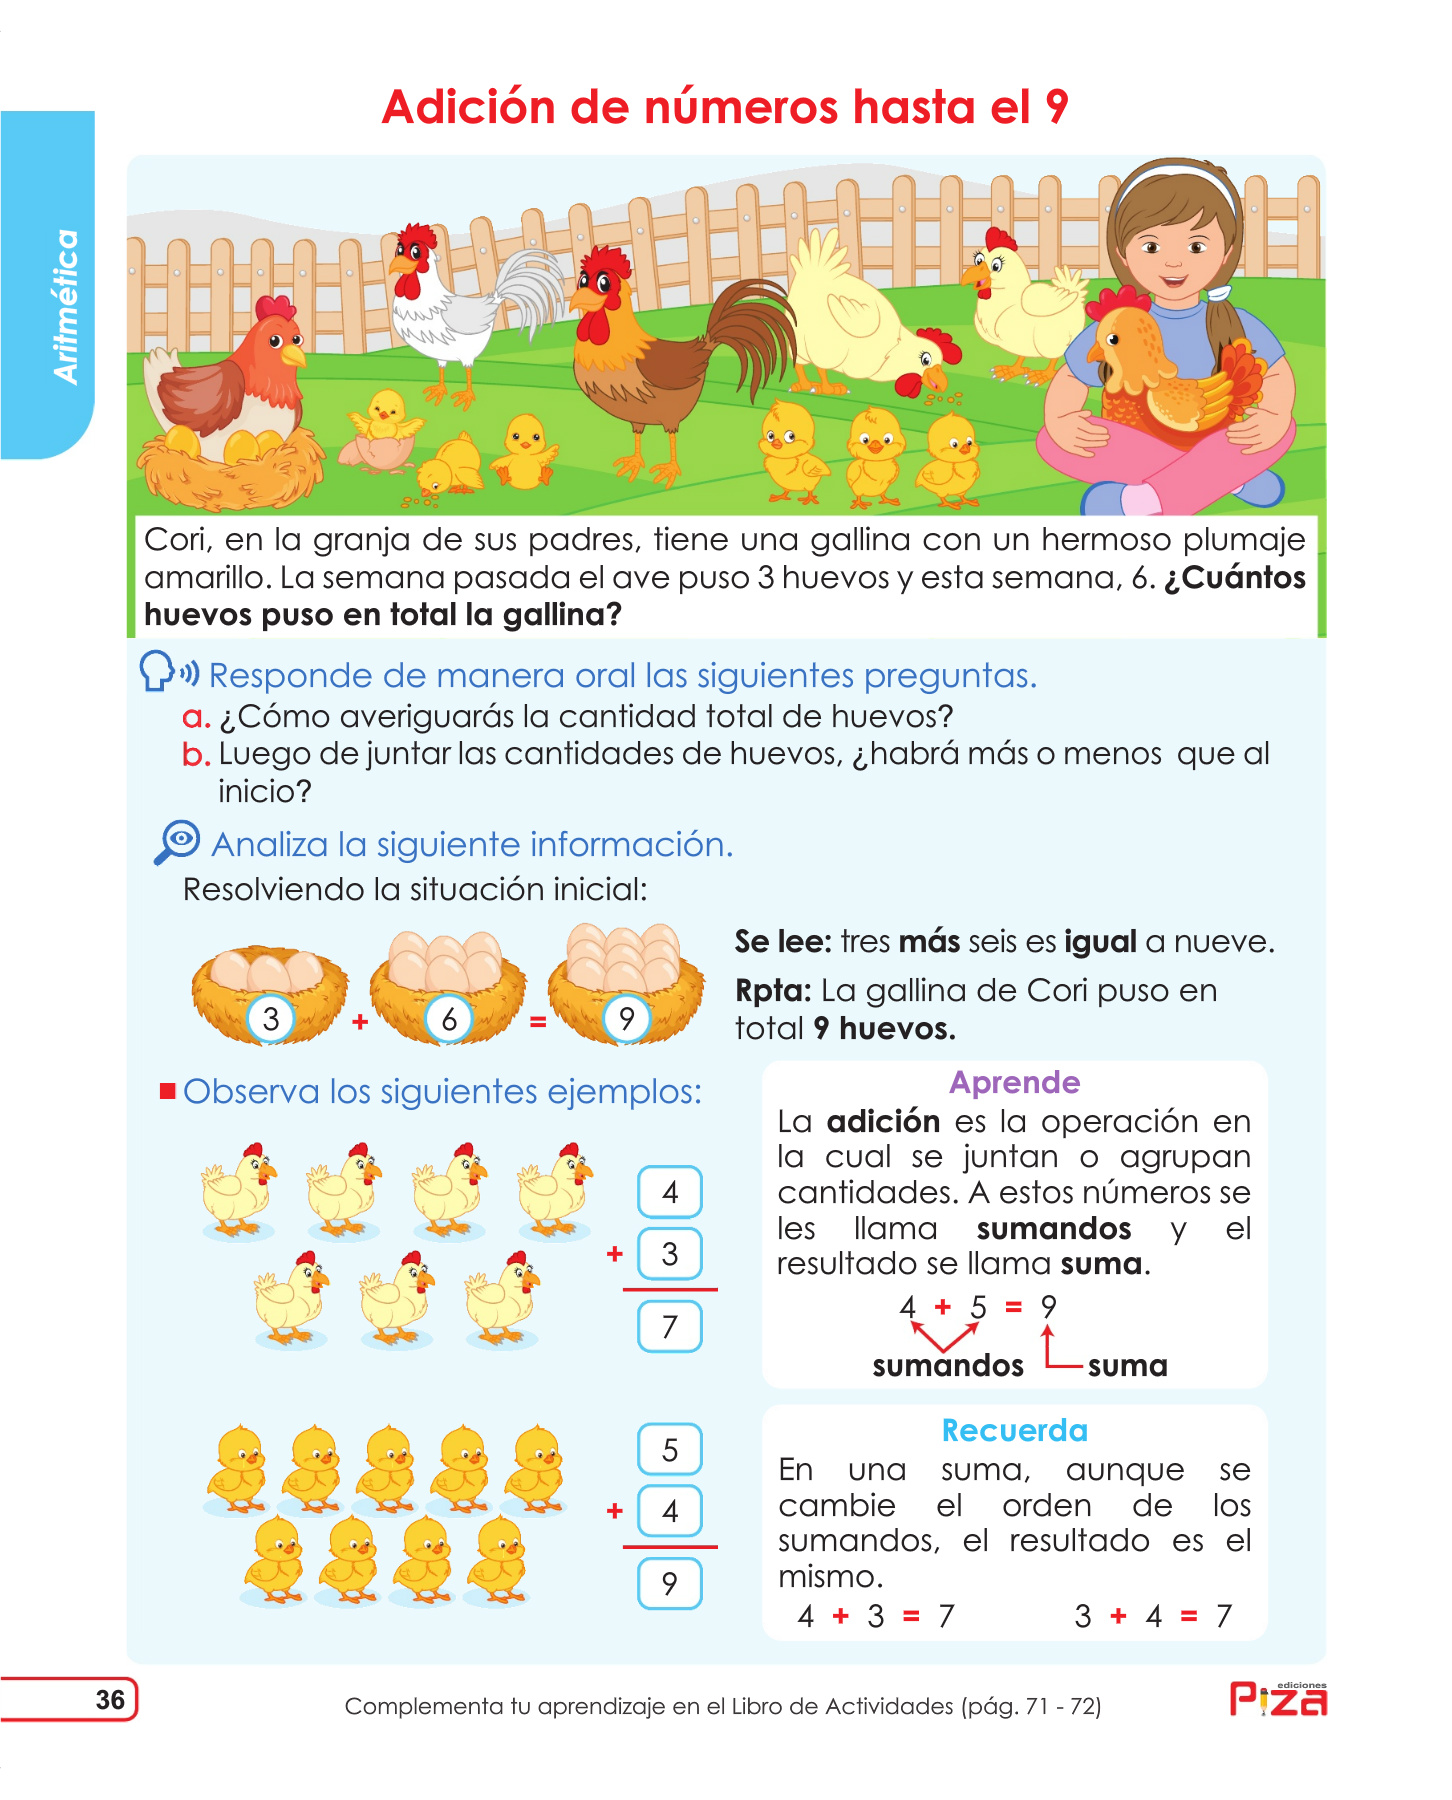 Adición de números hasta el 9
Aritmética
Cori, en la granja de sus padres, tiene una gallina con un hermoso plumaje
amarillo. La semana pasada el ave puso 3 huevos y esta semana, 6. ¿Cuántos
huevos puso en total la gallina?
Responde de manera oral las siguientes preguntas.
a. ¿Cómo averiguarás la cantidad total de huevos?
b. Luego de juntar las cantidades de huevos, ¿habrá más o menos que al
inicio?
Analiza la siguiente información.
Resolviendo la situación inicial:
3 + 6 = 9
Se lee: tres más seis es igual a nueve.
Rpta: La gallina de Cori puso en
total 9 huevos.
Observa los siguientes ejemplos:
4
+ 3
7
5
+ 4
9
Aprende
La adición es la operación en
la cual se juntan o agrupan
cantidades. A estos números se
les llama sumandos y el
resultado se llama suma.
4 + 5 = 9
sumandos suma
Recuerda
En una suma, aunque se
cambie el orden de los
sumandos, el resultado es el
mismo.
4 + 3 = 7 3 + 4 = 7
36
Complementa tu aprendizaje en el Libro de Actividades (pág. 71 - 72)
ediciones
Piza